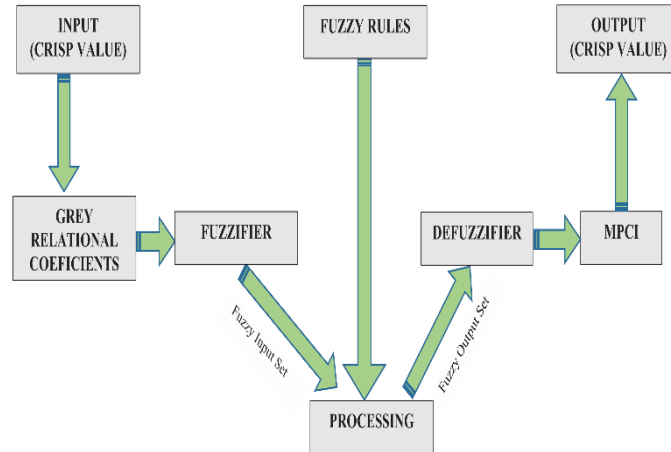 INPUT
(CRISP VALUE)
FUZZY RULES
OUTPUT
(CRISP VALUE)
GREY
RELATIONAL
COEFICIENTS
FUZZIFIER
DEFUZZIFIER
MPCI
Fuzzy Input Set
Fuzzy Output Set
PROCESSING